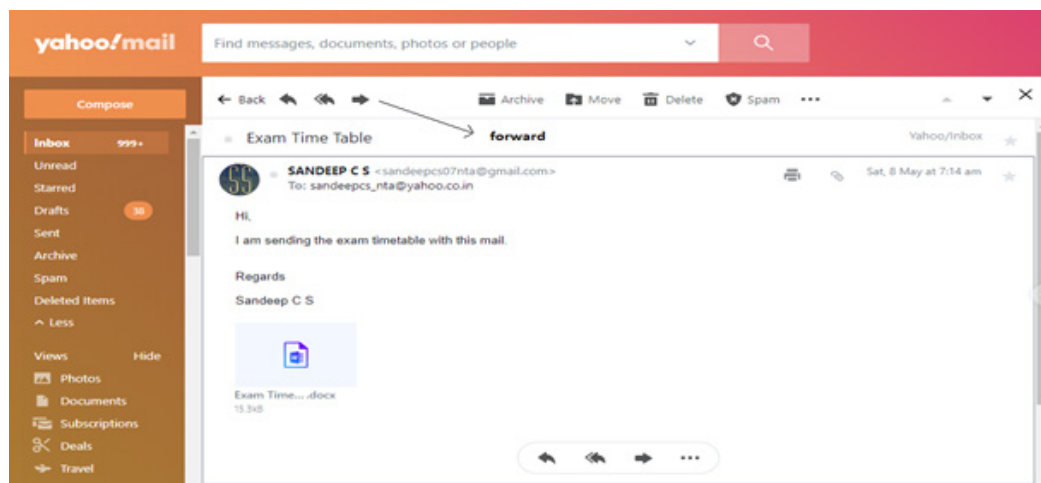 yahoo!mail
Find messages, documents, photos or people
Compose
Back
Archive
Move
Delete
Spam
Exam Time Table
forward
Yahoo/Inbox
Inbox 999+
Unread
Starred
Drafts 38
Sent
Archive
Spam
Deleted Items
Less
Views Hide
Photos
Documents
Subscriptions
Deals
Travel
SS
SANDEEP C S <sandeepcs07nta@gmail.com>
To: sandeepcs_nta@yahoo.co.in
Sat, 8 May at 7:14 am
Hi,
I am sending the exam timetable with this mail.
Regards
Sandeep C S
Exam Time... .docx
15.3kB